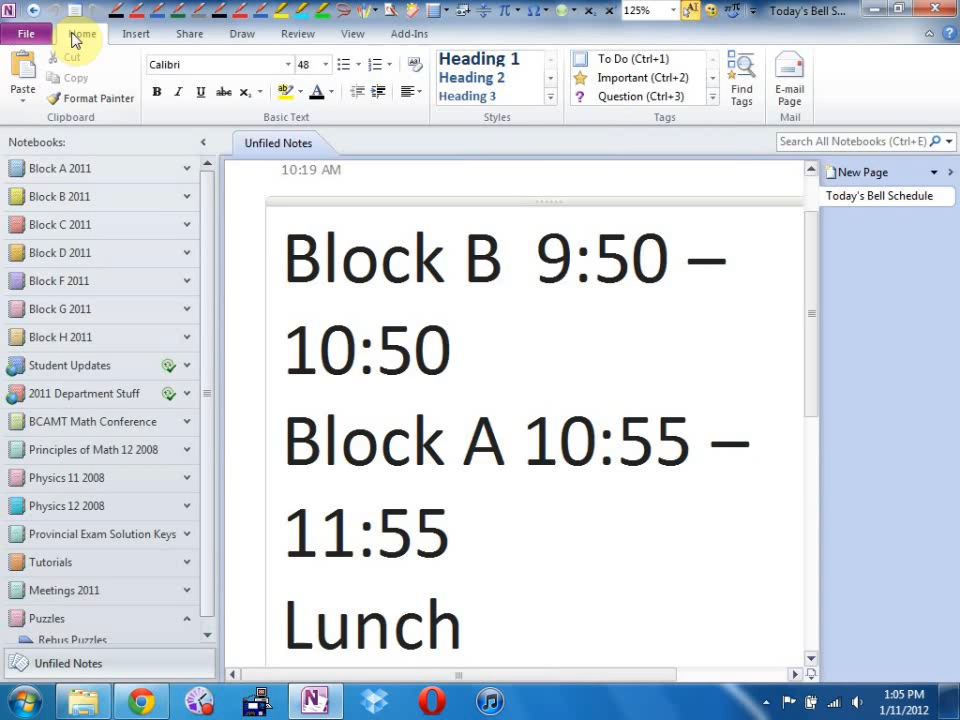 125%
Today's Bell S...
File Home Insert Share Draw Review View Add-Ins
Paste
Cut
Copy
Format Painter
Clipboard
Calibri 48
B I U abc x₂
Basic Text
Heading 1
Heading 2
Heading 3
Styles
To Do (Ctrl+1)
Important (Ctrl+2)
Question (Ctrl+3)
Tags
Find
Tags
E-mail
Page
Mail
Notebooks:
Unfiled Notes
Search All Notebooks (Ctrl+E)
Block A 2011
Block B 2011
Block C 2011
Block D 2011
Block F 2011
Block G 2011
Block H 2011
Student Updates
2011 Department Stuff
BCAMT Math Conference
Principles of Math 12 2008
Physics 11 2008
Physics 12 2008
Provincial Exam Solution Keys
Tutorials
Meetings 2011
Puzzles
Rebus Puzzles
Unfiled Notes
10:19 AM
Block B  9:50 –
10:50
Block A 10:55 –
11:55
Lunch
New Page
Today's Bell Schedule
1:05 PM
1/11/2012